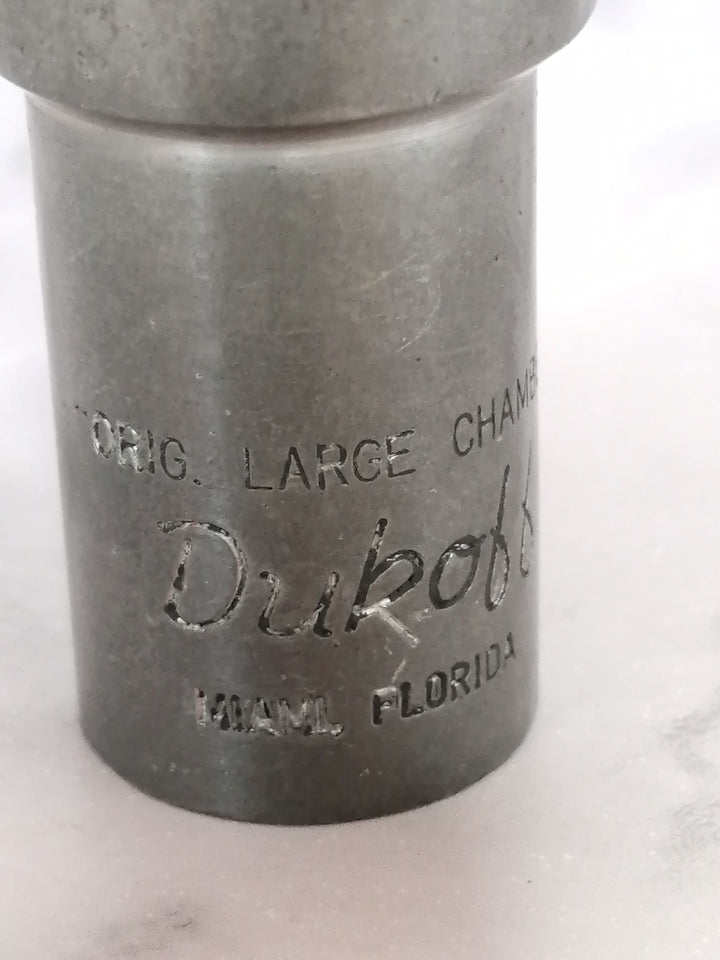 "ORIG. LARGE CHAMB
Dukoff
MIAMI, FLORIDA